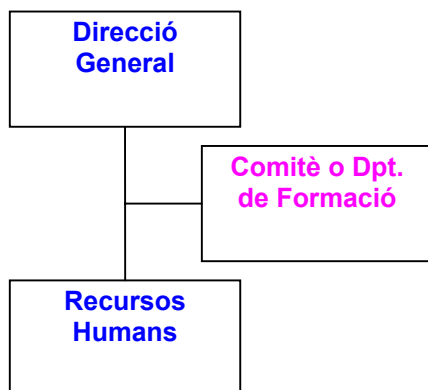 Direcció
General
Comitè o Dpt.
de Formació
Recursos
Humans